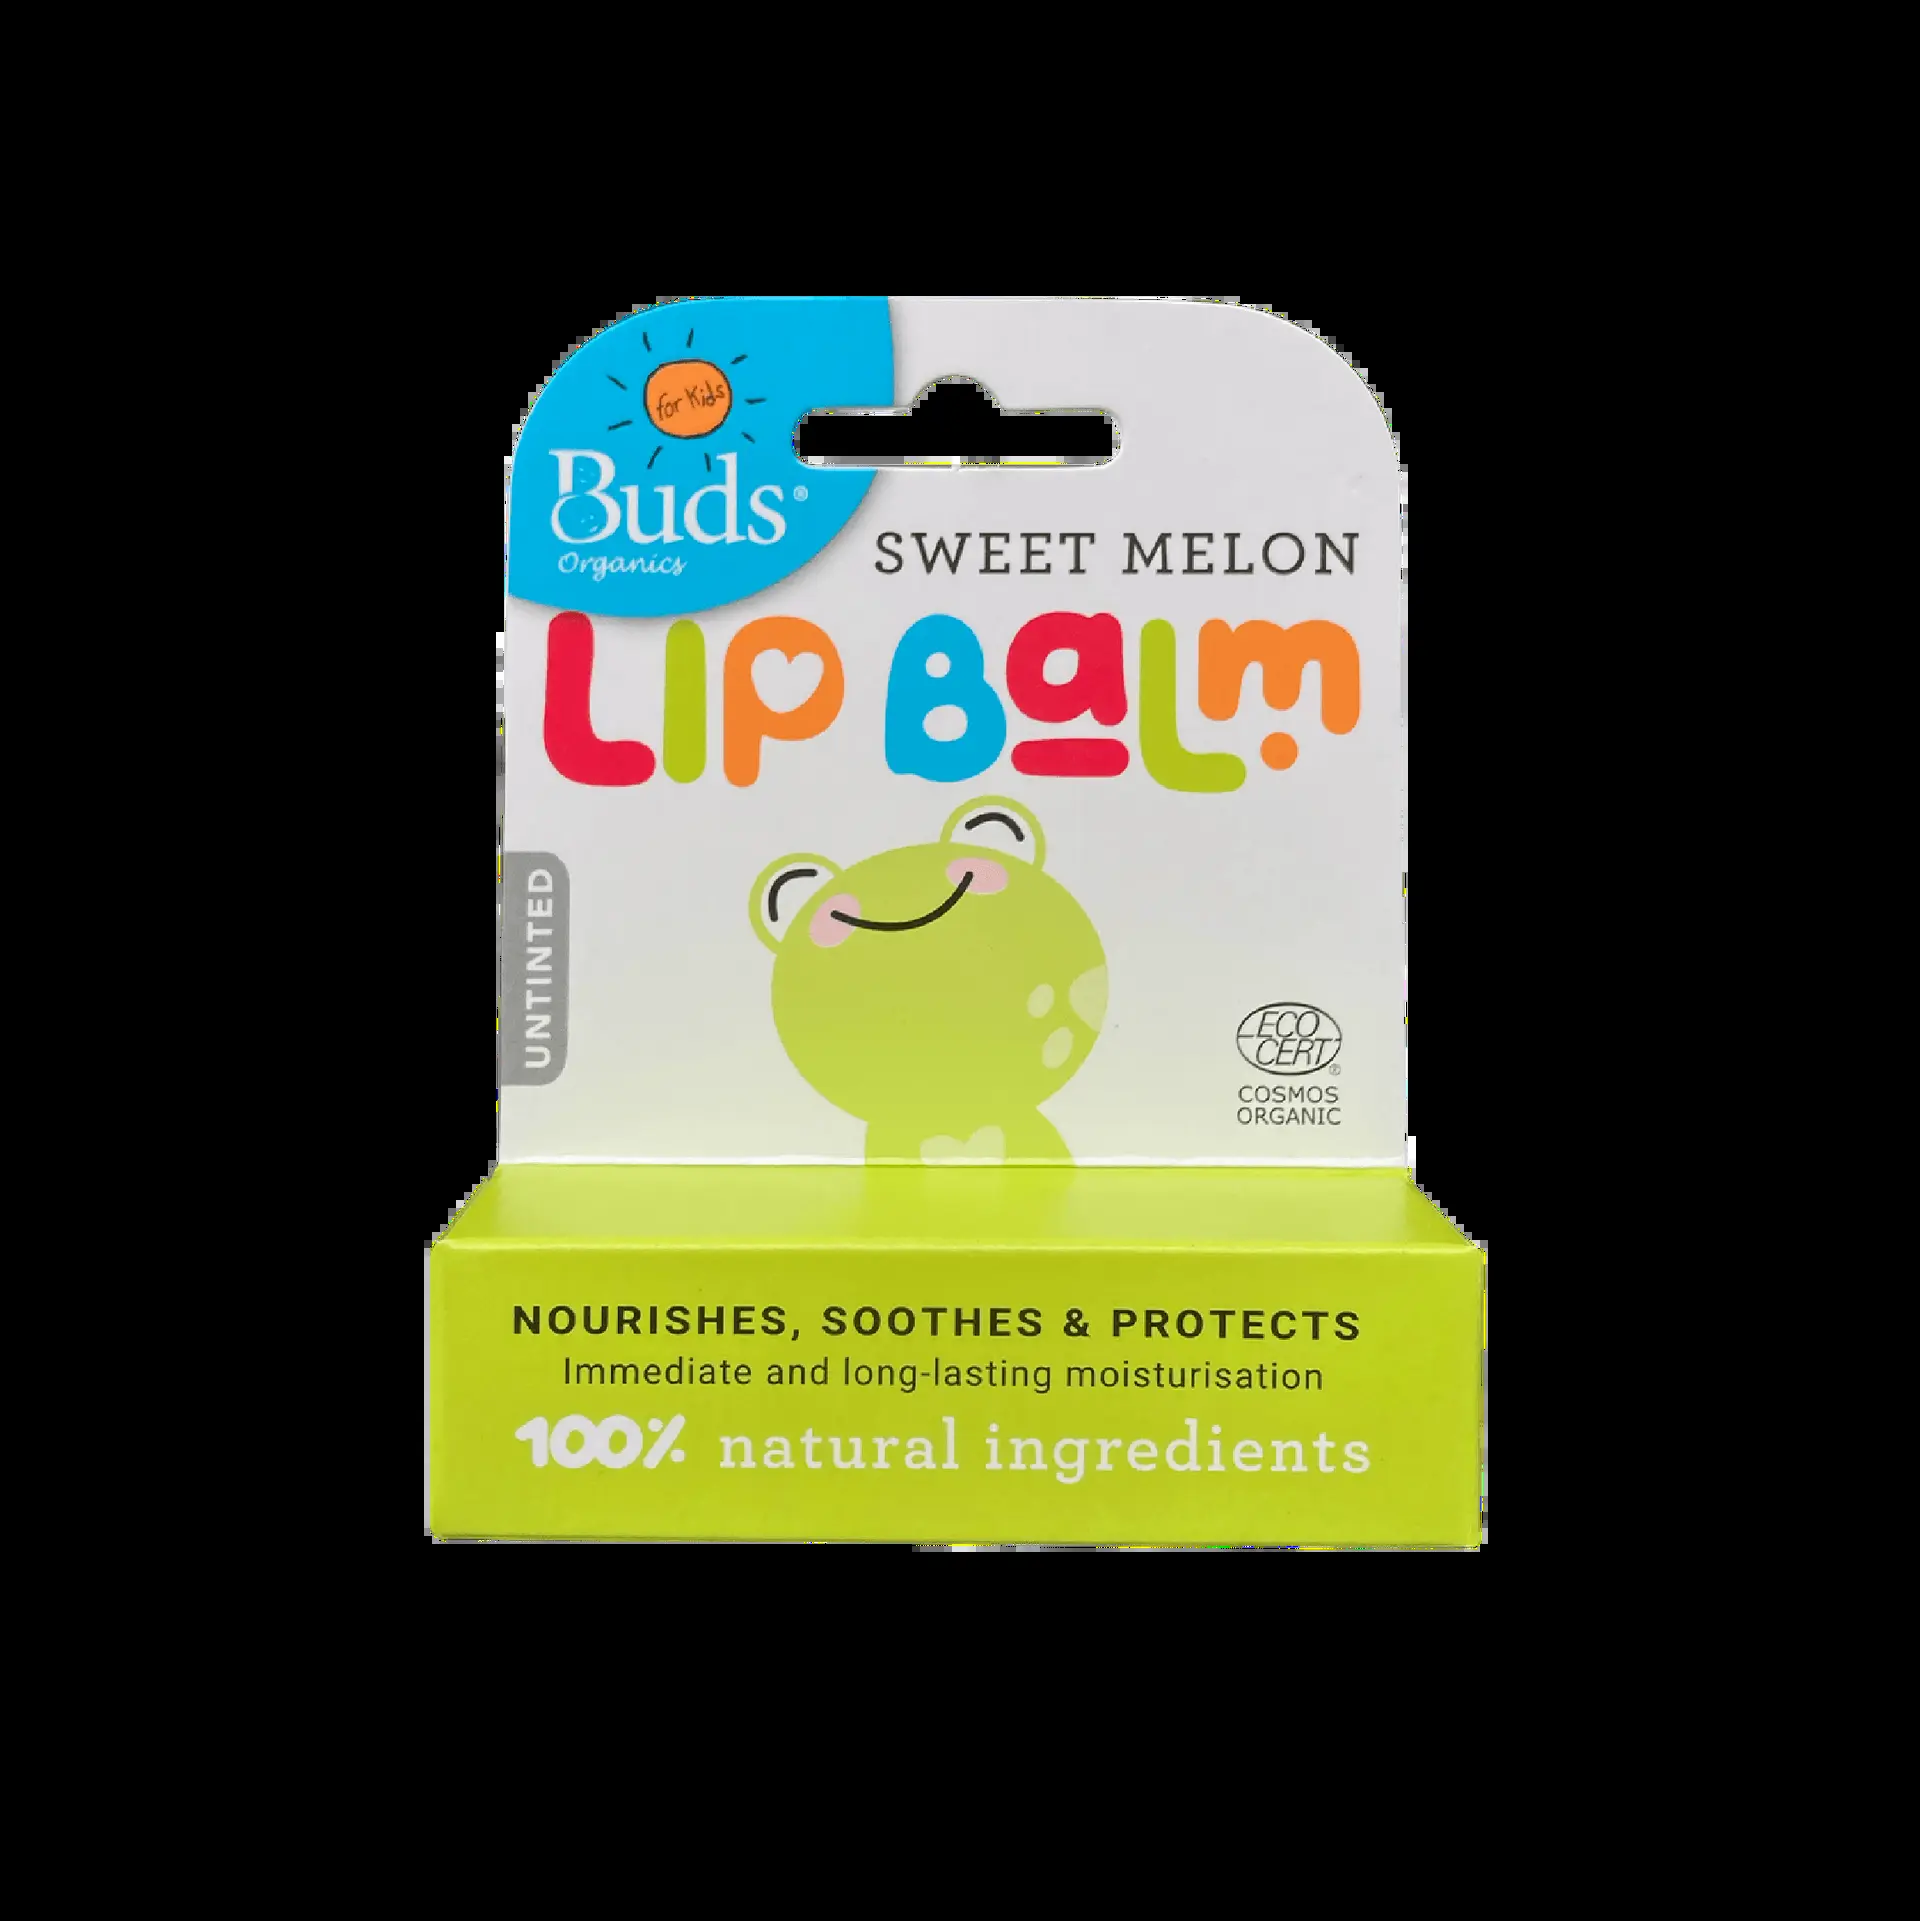 for Kids
Buds®
Organics
SWEET MELON
LIP BaLm
UNTINTED
ECO
CERT®
COSMOS
ORGANIC
NOURISHES, SOOTHES & PROTECTS
Immediate and long-lasting moisturisation
100% natural ingredients